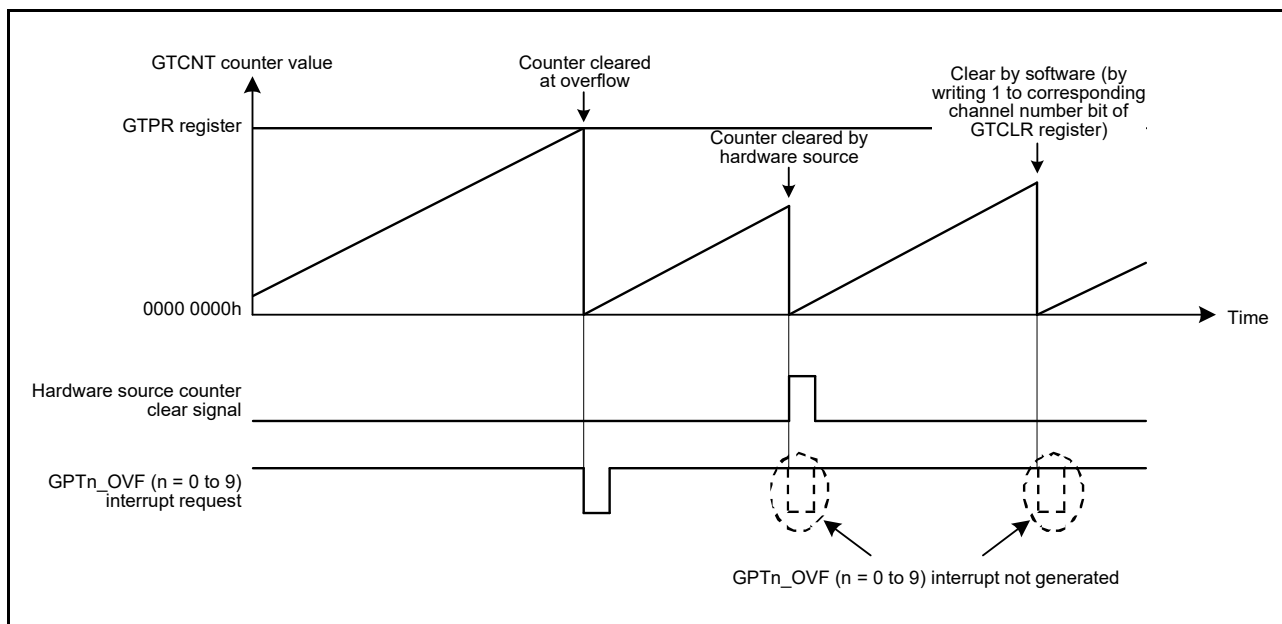 GTCNT counter value
Counter cleared
at overflow
Clear by software (by
writing 1 to corresponding
channel number bit of
GTCLR register)
GTPR register
Counter cleared by
hardware source
0000 0000h
Time
Hardware source counter
clear signal
GPTn_OVF (n = 0 to 9)
interrupt request
GPTn_OVF (n = 0 to 9) interrupt not generated